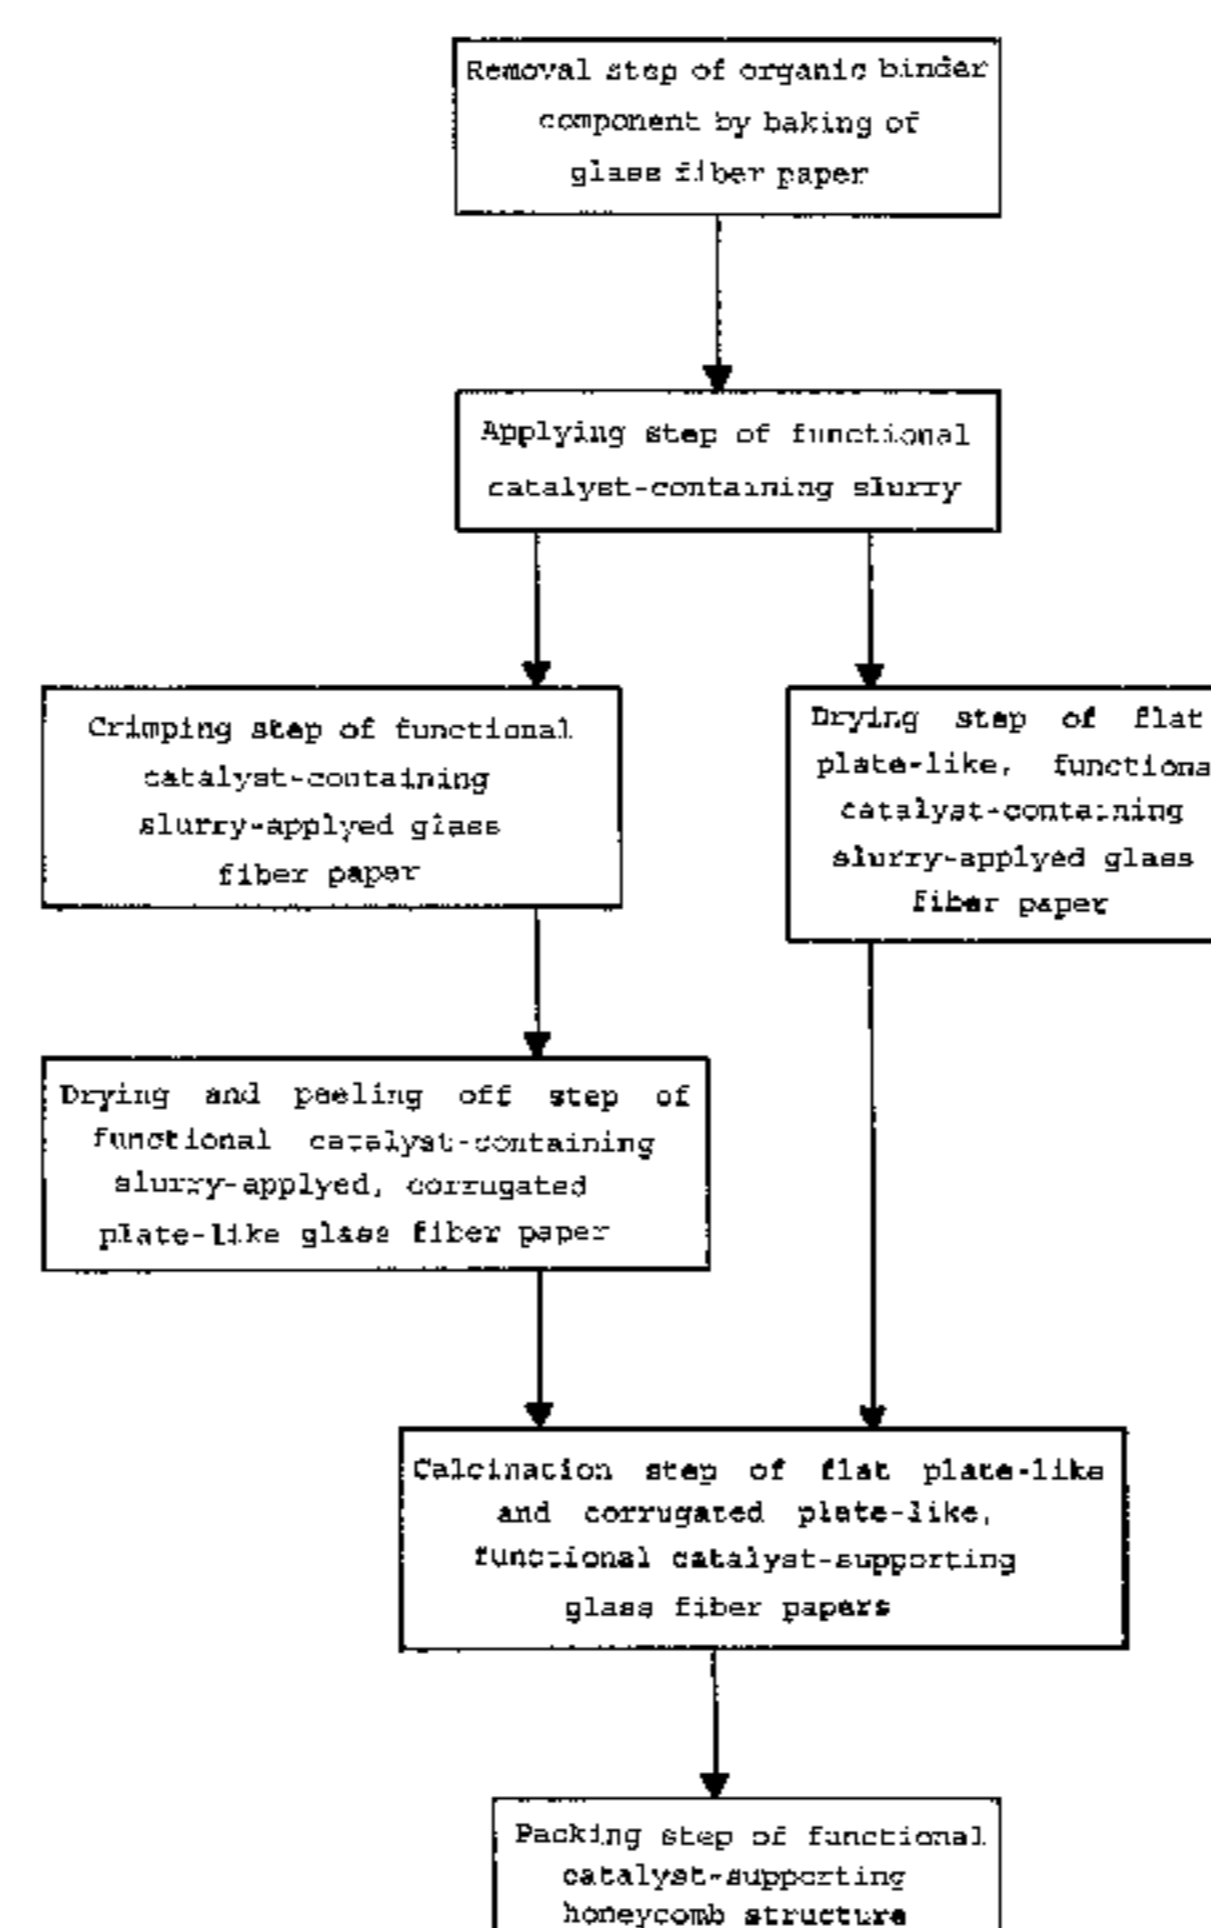 Removal step of organic binder
component by baking of
glass fiber paper
Applying step of functional
catalyst-containing slurry
Crimping step of functional
catalyst-containing
slurry-applyed glass
fiber paper
Drying step of flat
plate-like, functiona
catalyst-containing
slurry-applyed glass
fiber paper
Drying and peeling off step of
functional catalyst-containing
slurry-applyed, corrugated
plate-like glass fiber paper
Calcination step of flat plate-like
and corrugated plate-like,
functional catalyst-supporting
glass fiber papers
Packing step of functional
catalyst-supporting
honeycomb structure